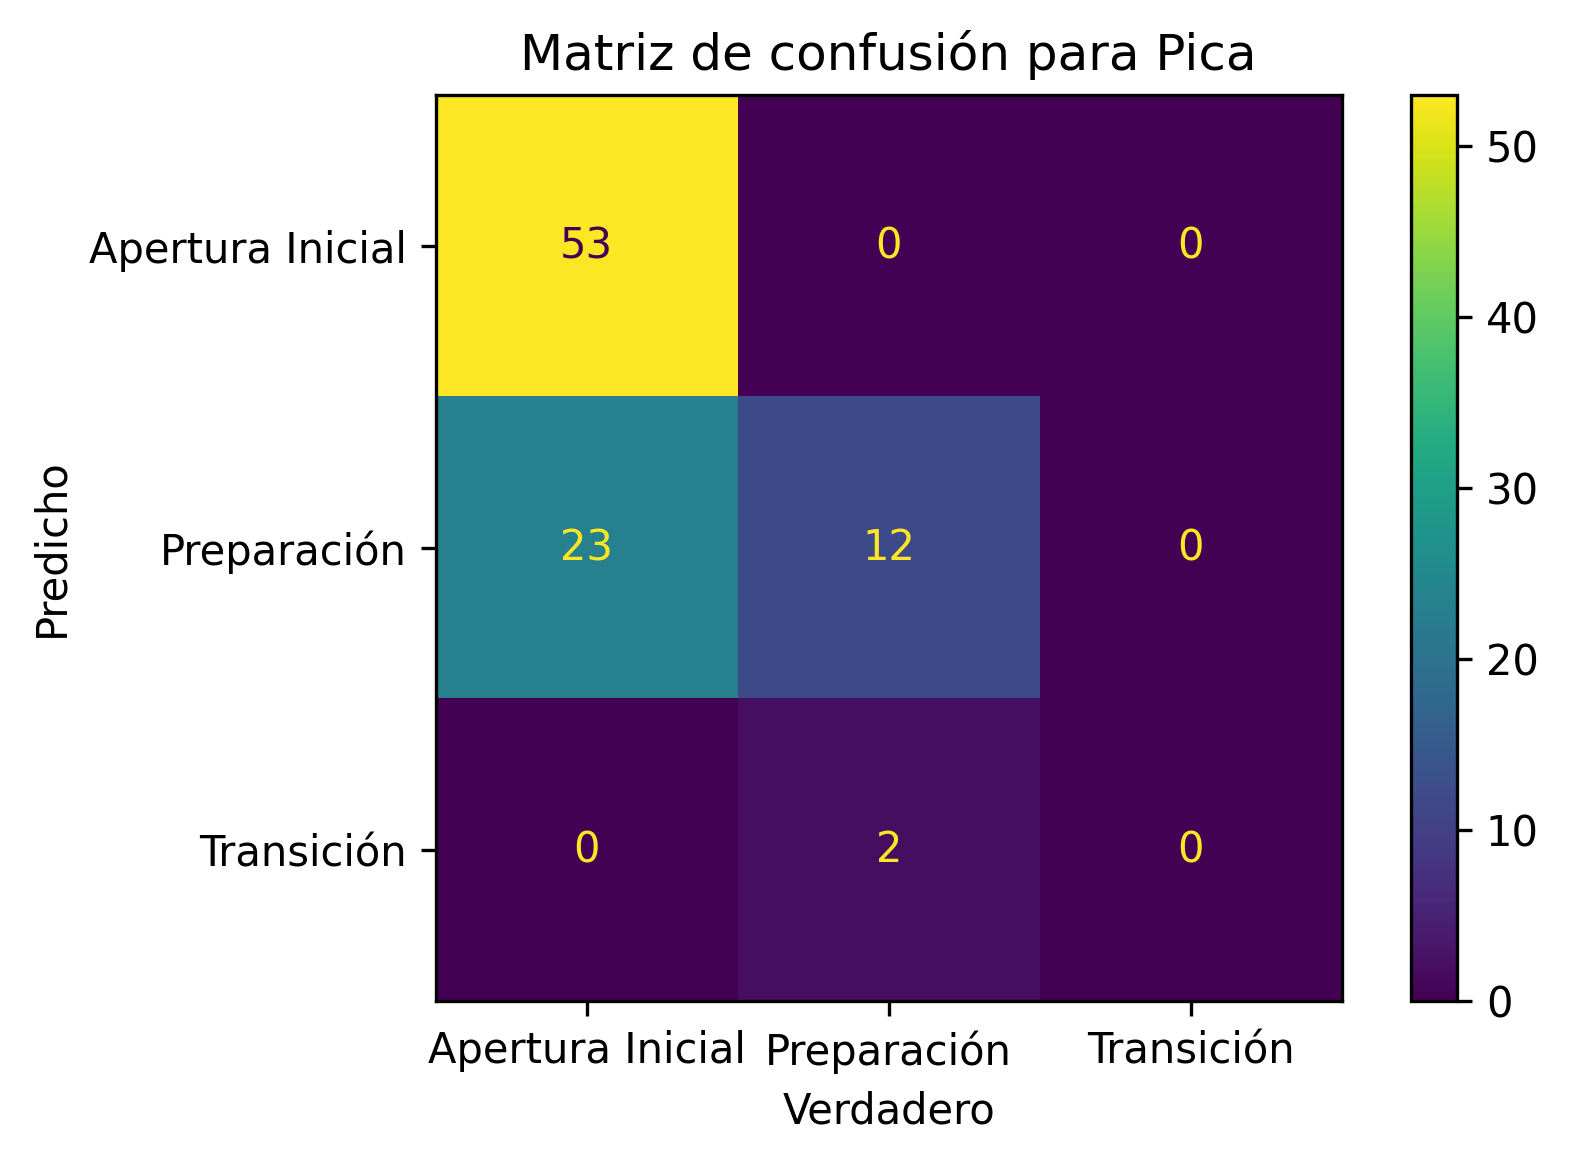 Matriz de confusión para Pica
Apertura Inicial
53
0
0
50
40
Predicho
Preparación
23
12
0
30
20
Transición
0
2
0
10
0
Apertura Inicial
Preparación
Transición
Verdadero